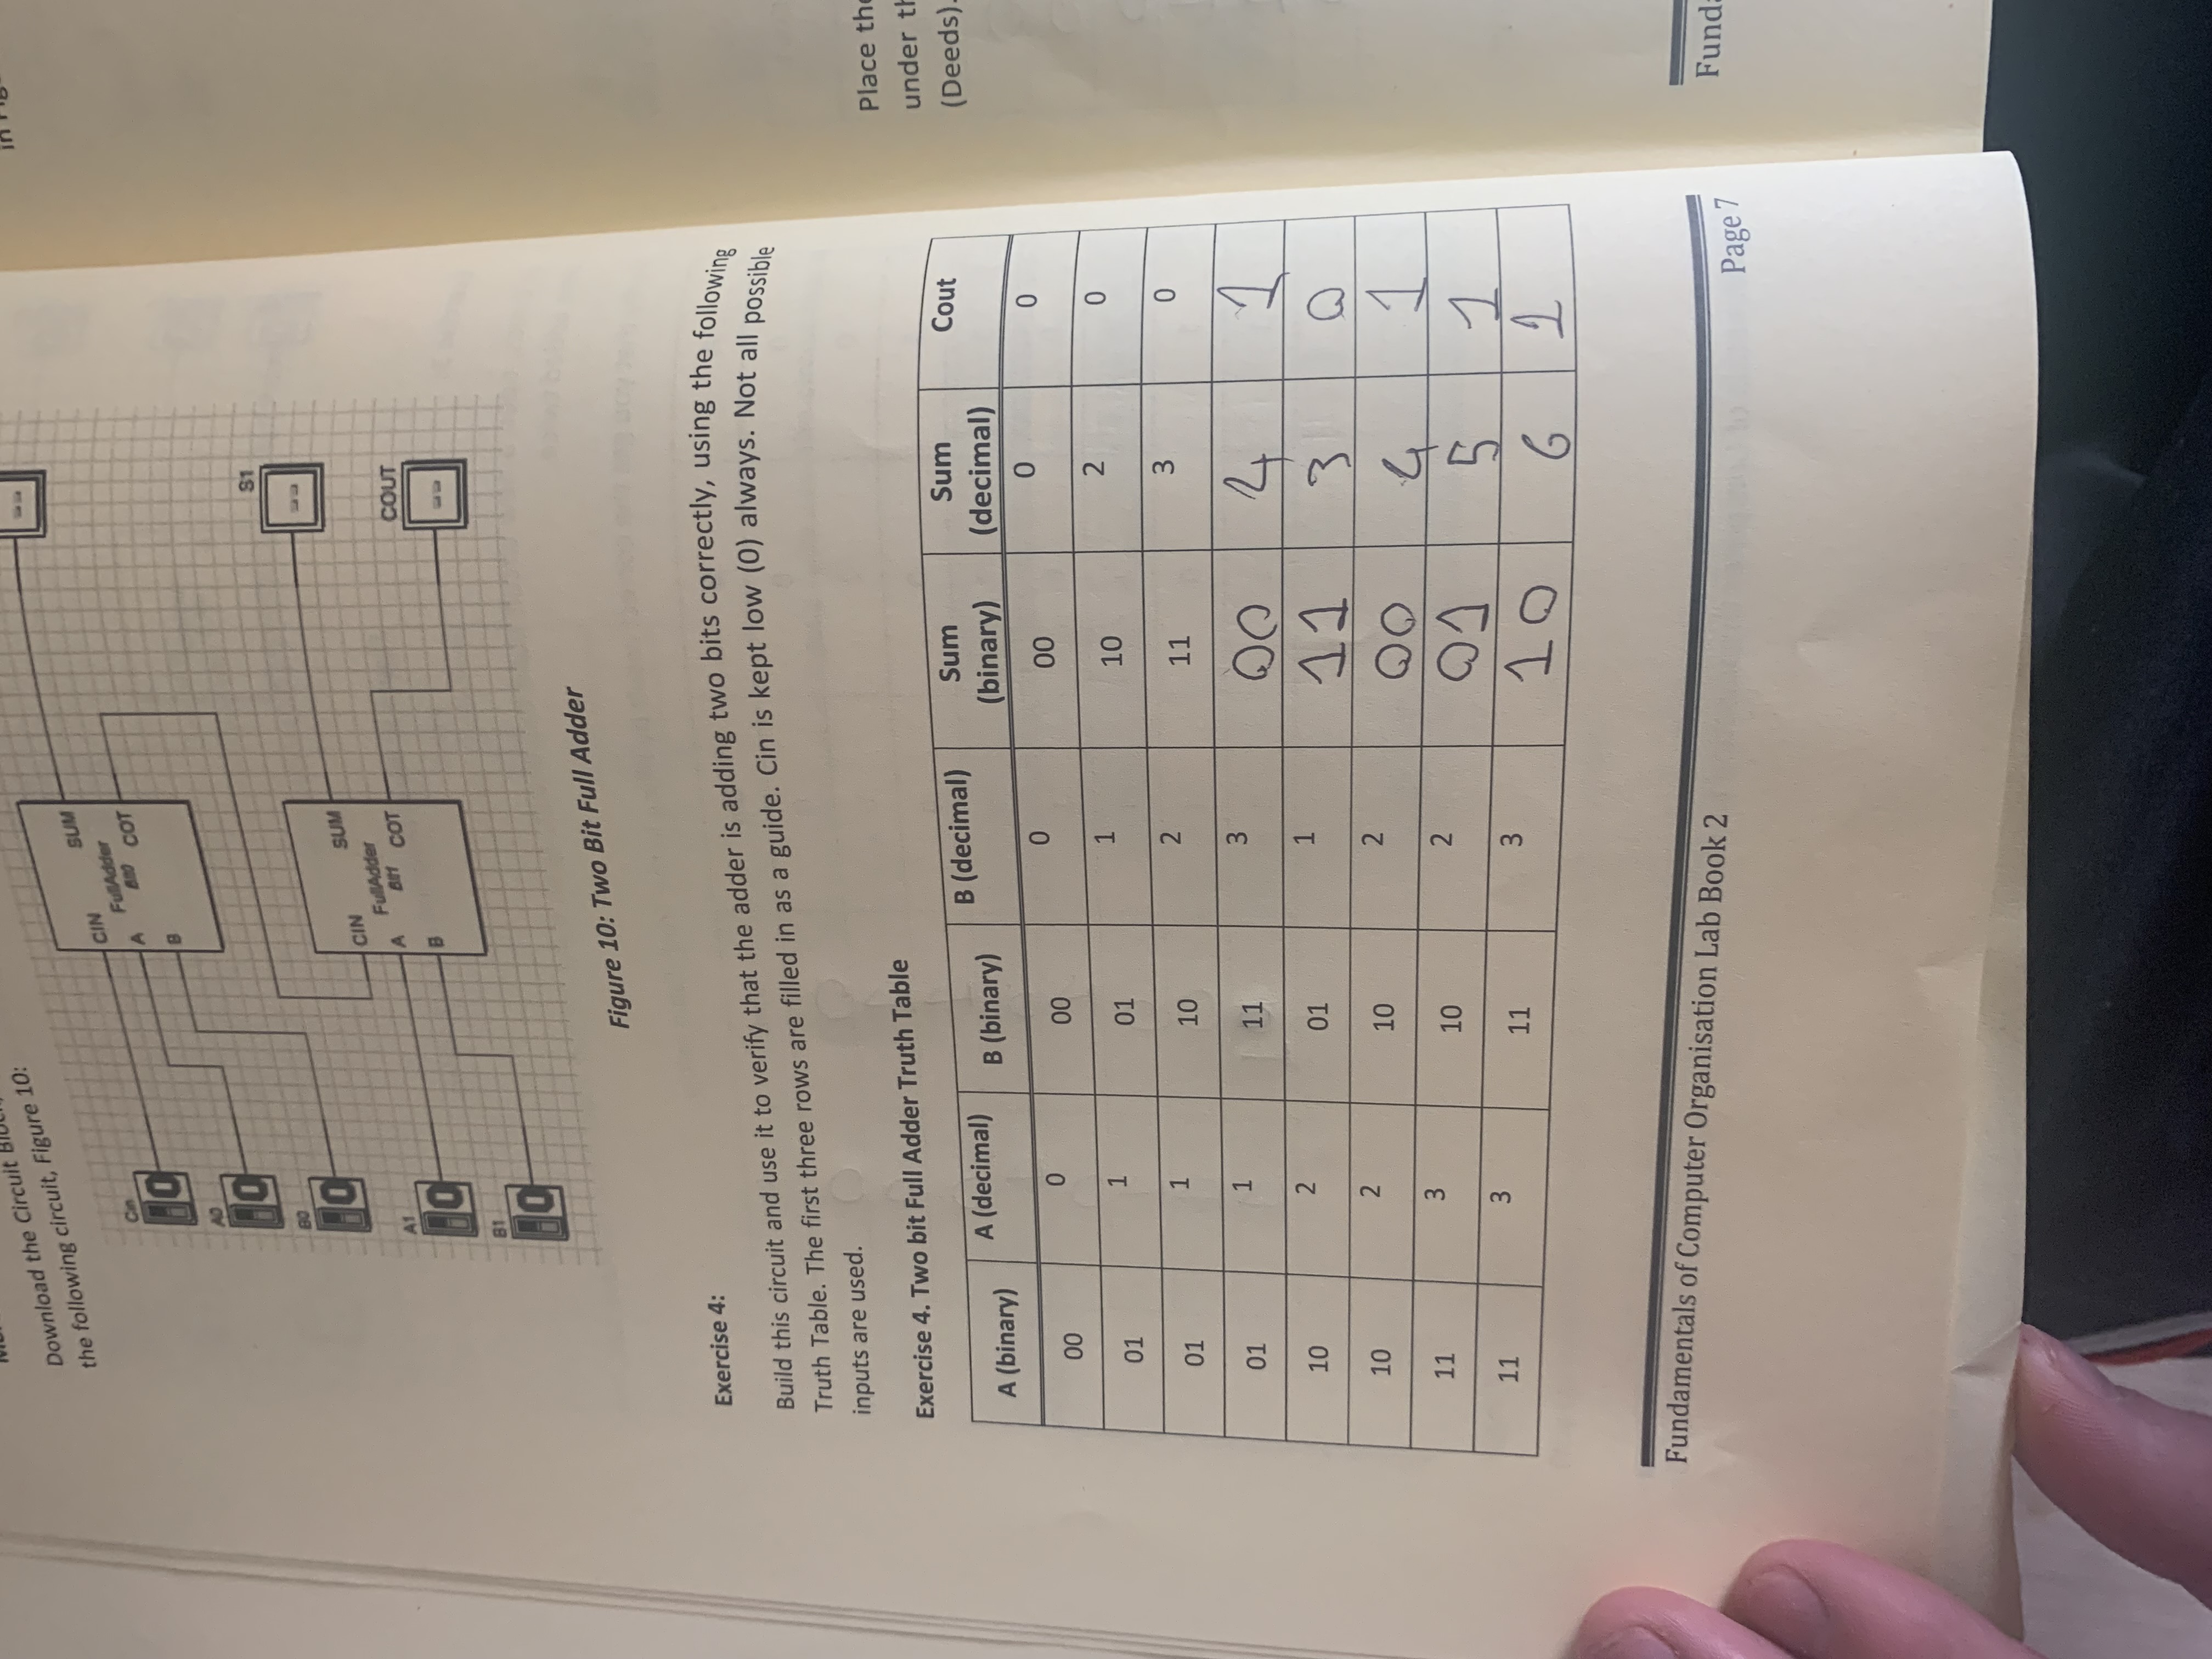 Download the Circuit
the following circuit, Figure 10:
Cin
0
A0
0
B0
0
A1
0
B1
0
CIN SUM
FullAdder
A Bit0 COT
B
CIN SUM
FullAdder
A Bit1 COT
B
--
S1
--
COUT
--
Figure 10: Two Bit Full Adder
Exercise 4:
Build this circuit and use it to verify that the adder is adding two bits correctly, using the following
Truth Table. The first three rows are filled in as a guide. Cin is kept low (0) always. Not all possible
inputs are used.
Exercise 4. Two bit Full Adder Truth Table
A (binary) A (decimal) B (binary) B (decimal) Sum (binary) Sum (decimal) Cout
00 0 00 0 00 0 0
01 1 01 1 10 2 0
01 1 10 2 11 3 0
01 1 11 3 00 4 1
10 2 01 1 11 3 0
10 2 10 2 00 4 1
11 3 10 2 01 5 1
11 3 11 3 10 6 1
Fundamentals of Computer Organisation Lab Book 2
Page 7
in
Place
under
(Deeds).